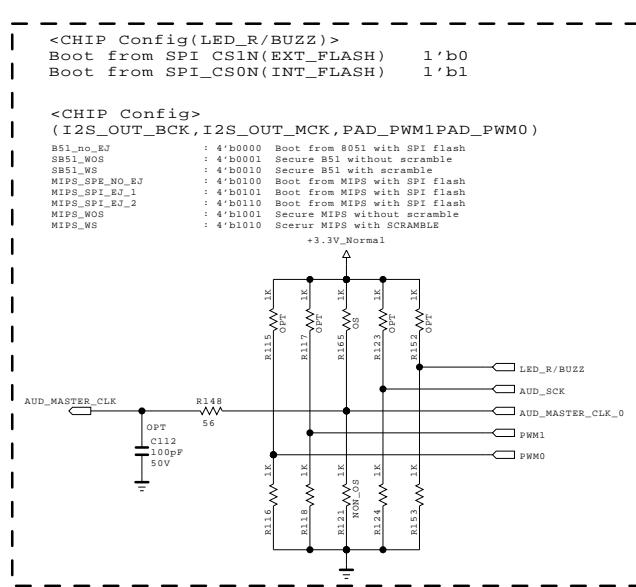 <CHIP Config(LED_R/BUZZ)>
Boot from SPI CS1N(EXT_FLASH) 1'b0
Boot from SPI_CS0N(INT_FLASH) 1'b1
<CHIP Config>
(I2S_OUT_BCK,I2S_OUT_MCK,PAD_PWM1PAD_PWM0)
B51_no_EJ : 4'b0000 Boot from 8051 with SPI flash
SB51_WOS : 4'b0001 Secure B51 without scramble
SB51_WS : 4'b0010 Secure B51 with scramble
MIPS_SPE_NO_EJ : 4'b0100 Boot from MIPS with SPI flash
MIPS_SPI_EJ_1 : 4'b0101 Boot from MIPS with SPI flash
MIPS_SPI_EJ_2 : 4'b0110 Boot from MIPS with SPI flash
MIPS_WOS : 4'b1001 Secure MIPS without scramble
MIPS_WS : 4'b1010 Scerur MIPS with SCRAMBLE
+3.3V_Normal
1K 1K 1K 1K 1K
OPT OPT OS OPT OPT
R115 R117 R165 R123 R152
LED_R/BUZZ
AUD_SCK
AUD_MASTER_CLK R148 AUD_MASTER_CLK_0
56
OPT
PWM1
C112
100pF
50V
PWM0
1K 1K 1K 1K 1K
NON_OS
R116 R118 R121 R124 R153